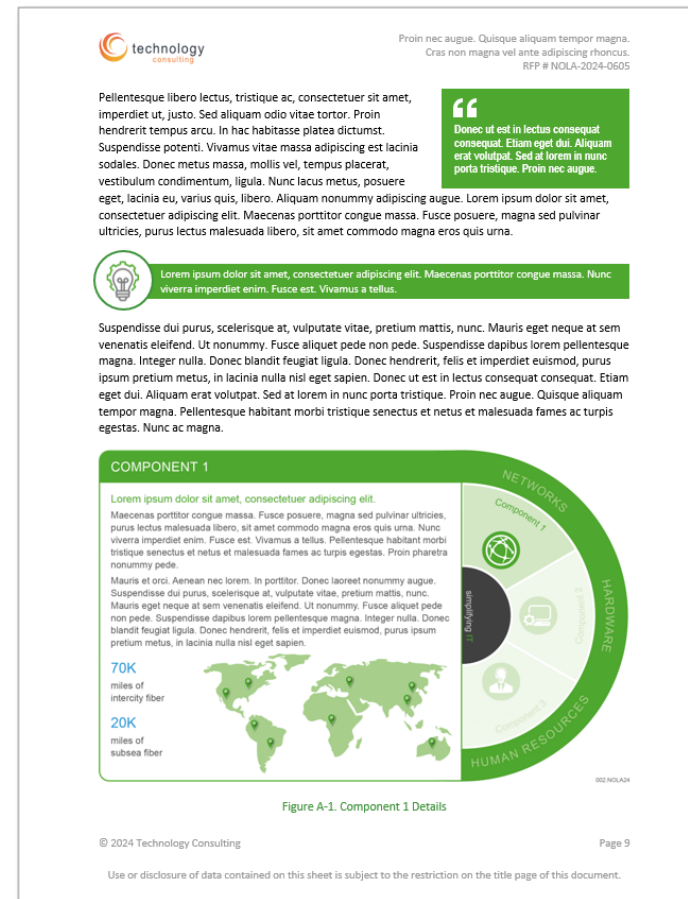 technology
consulting
Proin nec augue. Quisque aliquam tempor magna.
Cras non magna vel ante adipiscing rhoncus.
RFP # NOLA-2024-0605
Pellentesque libero lectus, tristique ac, consectetuer sit amet,
imperdiet ut, justo. Sed aliquam odio vitae tortor. Proin
hendrerit tempus arcu. In hac habitasse platea dictumst.
Suspendisse potenti. Vivamus vitae massa adipiscing est lacinia
sodales. Donec metus massa, mollis vel, tempus placerat,
vestibulum condimentum, ligula. Nunc lacus metus, posuere
eget, lacinia eu, varius quis, libero. Aliquam nonummy adipiscing augue. Lorem ipsum dolor sit amet,
consectetuer adipiscing elit. Maecenas porttitor congue massa. Fusce posuere, magna sed pulvinar
ultricies, purus lectus malesuada libero, sit amet commodo magna eros quis urna.
“
Donec ut est in lectus consequat
consequat. Etiam eget dui. Aliquam
erat volutpat. Sed at lorem in nunc
porta tristique. Proin nec augue.
Lorem ipsum dolor sit amet, consectetuer adipiscing elit. Maecenas porttitor congue massa. Nunc
viverra imperdiet enim. Fusce est. Vivamus a tellus.
Suspendisse dui purus, scelerisque at, vulputate vitae, pretium mattis, nunc. Mauris eget neque at sem
venenatis eleifend. Ut nonummy. Fusce aliquet pede non pede. Suspendisse dapibus lorem pellentesque
magna. Integer nulla. Donec blandit feugiat ligula. Donec hendrerit, felis et imperdiet euismod, purus
ipsum pretium metus, in lacinia nulla nisl eget sapien. Donec ut est in lectus consequat consequat. Etiam
eget dui. Aliquam erat volutpat. Sed at lorem in nunc porta tristique. Proin nec augue. Quisque aliquam
tempor magna. Pellentesque habitant morbi tristique senectus et netus et malesuada fames ac turpis
egestas. Nunc ac magna.
COMPONENT 1
Lorem ipsum dolor sit amet, consectetuer adipiscing elit.
Maecenas porttitor congue massa. Fusce posuere, magna sed pulvinar ultricies,
purus lectus malesuada libero, sit amet commodo magna eros quis urna. Nunc
viverra imperdiet enim. Fusce est. Vivamus a tellus. Pellentesque habitant morbi
tristique senectus et netus et malesuada fames ac turpis egestas. Proin pharetra
nonummy pede.
Mauris et orci. Aenean nec lorem. In porttitor. Donec laoreet nonummy augue.
Suspendisse dui purus, scelerisque at, vulputate vitae, pretium mattis, nunc.
Mauris eget neque at sem venenatis eleifend. Ut nonummy. Fusce aliquet pede
non pede. Suspendisse dapibus lorem pellentesque magna. Integer nulla. Donec
blandit feugiat ligula. Donec hendrerit, felis et imperdiet euismod, purus ipsum
pretium metus, in lacinia nulla nisl eget sapien.
70K
miles of
intercity fiber
20K
miles of
subsea fiber
NETWORKS
Component 1
HARDWARE
Component 2
simplifying IT
Component 3
HUMAN RESOURCES
002 NOLA24
Figure A-1. Component 1 Details
© 2024 Technology Consulting
Page 9
Use or disclosure of data contained on this sheet is subject to the restriction on the title page of this document.